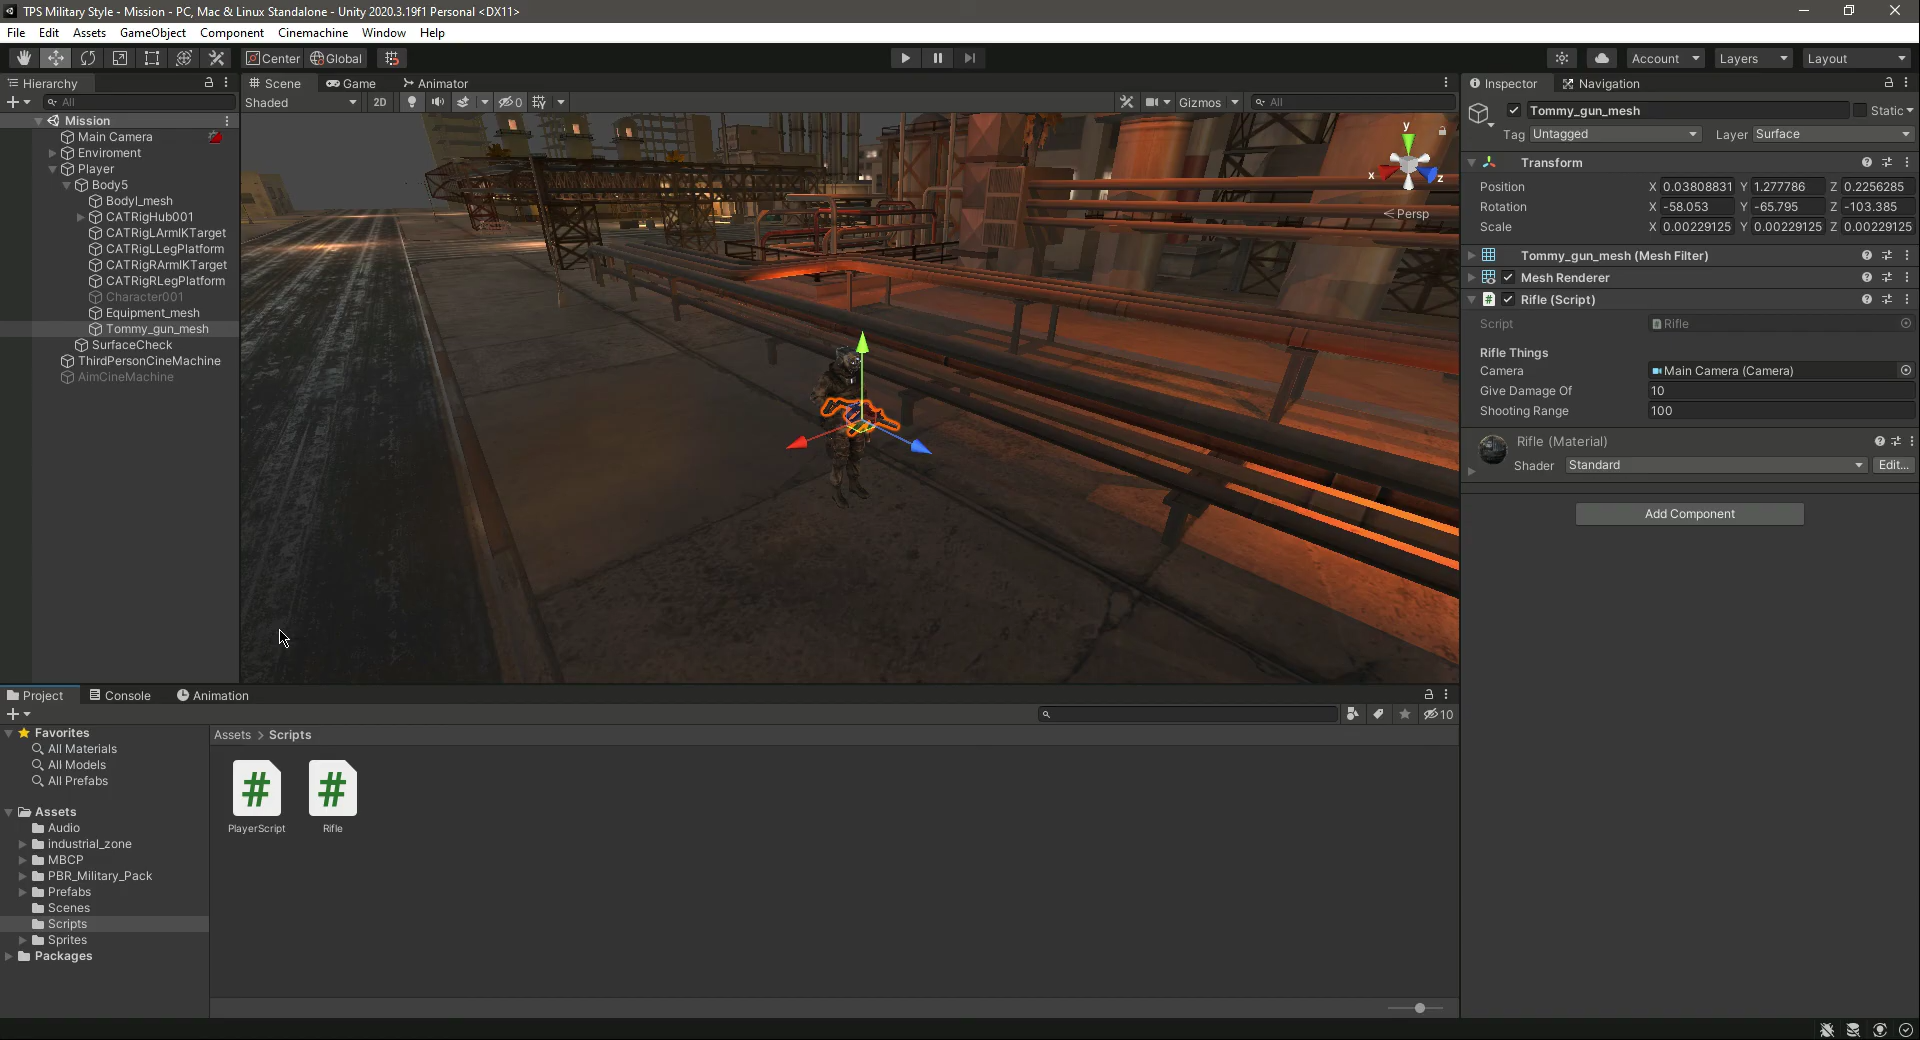 TPS Military Style - Mission - PC, Mac & Linux Standalone - Unity 2020.3.19f1 Personal <DX11>
File Edit Assets GameObject Component Cinemachine Window Help
Center Global Account Layers Layout
Hierarchy Scene Game Animator Inspector Navigation
All Shaded 2D 0 Gizmos All
Mission
Main Camera
Enviroment
Player
Body5
Bodyl_mesh
CATRigHub001
CATRigLArmIKTarget
CATRigLLegPlatform
CATRigRArmIKTarget
CATRigRLegPlatform
Character001
Equipment_mesh
Tommy_gun_mesh
SurfaceCheck
ThirdPersonCineMachine
AimCineMachine
y
x z
Persp
Tommy_gun_mesh Static
Tag Untagged Layer Surface
Transform
Position X 0.03808831 Y 1.277786 Z 0.2256285
Rotation X -58.053 Y -65.795 Z -103.385
Scale X 0.00229125 Y 0.00229125 Z 0.00229125
Tommy_gun_mesh (Mesh Filter)
Mesh Renderer
# Rifle (Script)
Script Rifle
Rifle Things
Camera Main Camera (Camera)
Give Damage Of 10
Shooting Range 100
Rifle (Material)
Shader Standard Edit...
Add Component
Project Console Animation
10
Favorites
All Materials
All Models
All Prefabs
Assets
Audio
industrial_zone
MBCP
PBR_Military_Pack
Prefabs
Scenes
Scripts
Sprites
Packages
Assets > Scripts
# #
PlayerScript Rifle